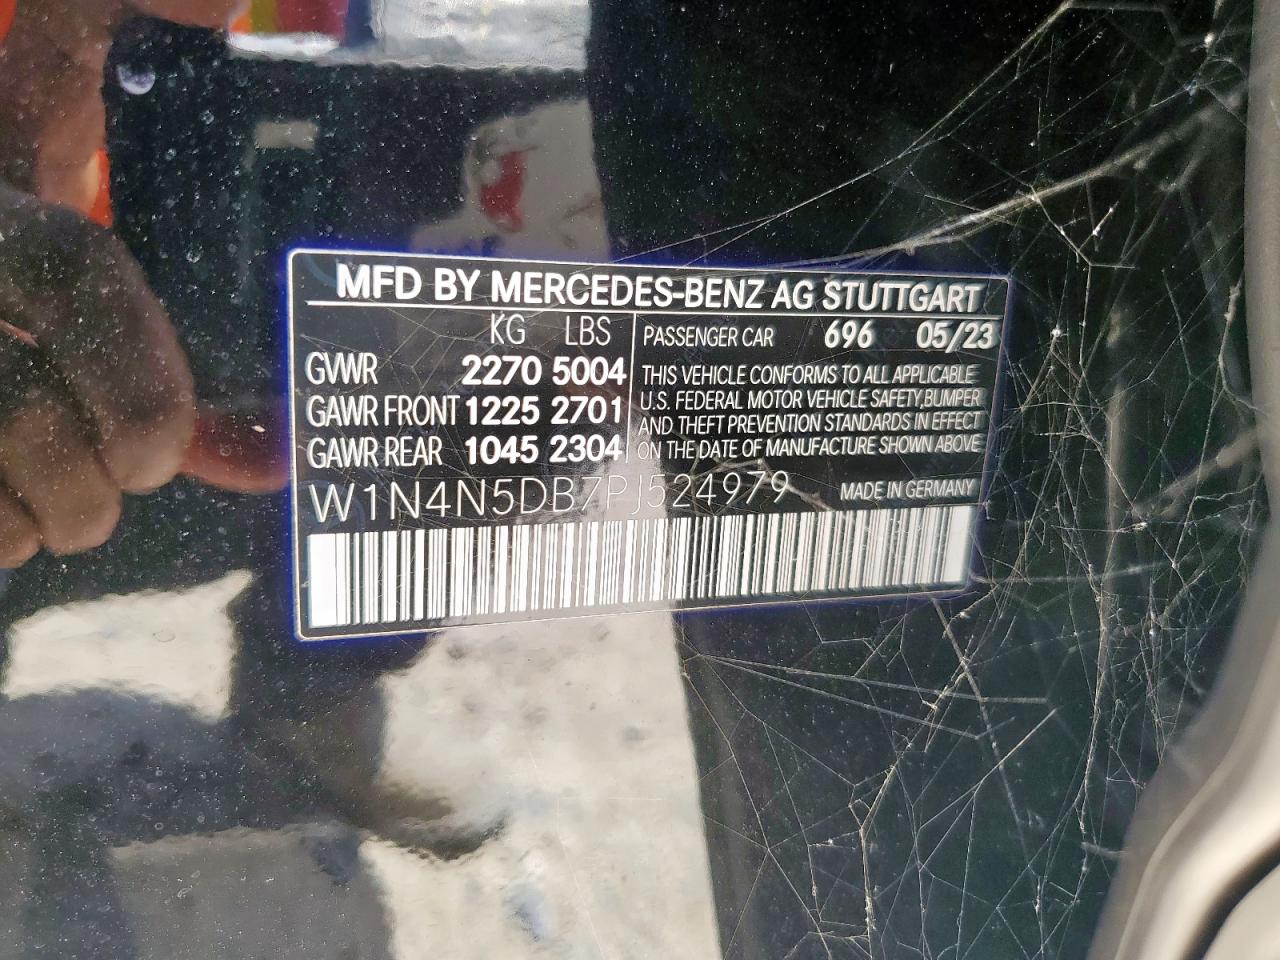 MFD BY MERCEDES-BENZ AG STUTTGART
KG LBS
GVWR 2270 5004
GAWR FRONT 1225 2701
GAWR REAR 1045 2304
PASSENGER CAR 696 05/23
THIS VEHICLE CONFORMS TO ALL APPLICABLE
U.S. FEDERAL MOTOR VEHICLE SAFETY, BUMPER
AND THEFT PREVENTION STANDARDS IN EFFECT
ON THE DATE OF MANUFACTURE SHOWN ABOVE
W1N4N5DB7PJ524979 MADE IN GERMANY